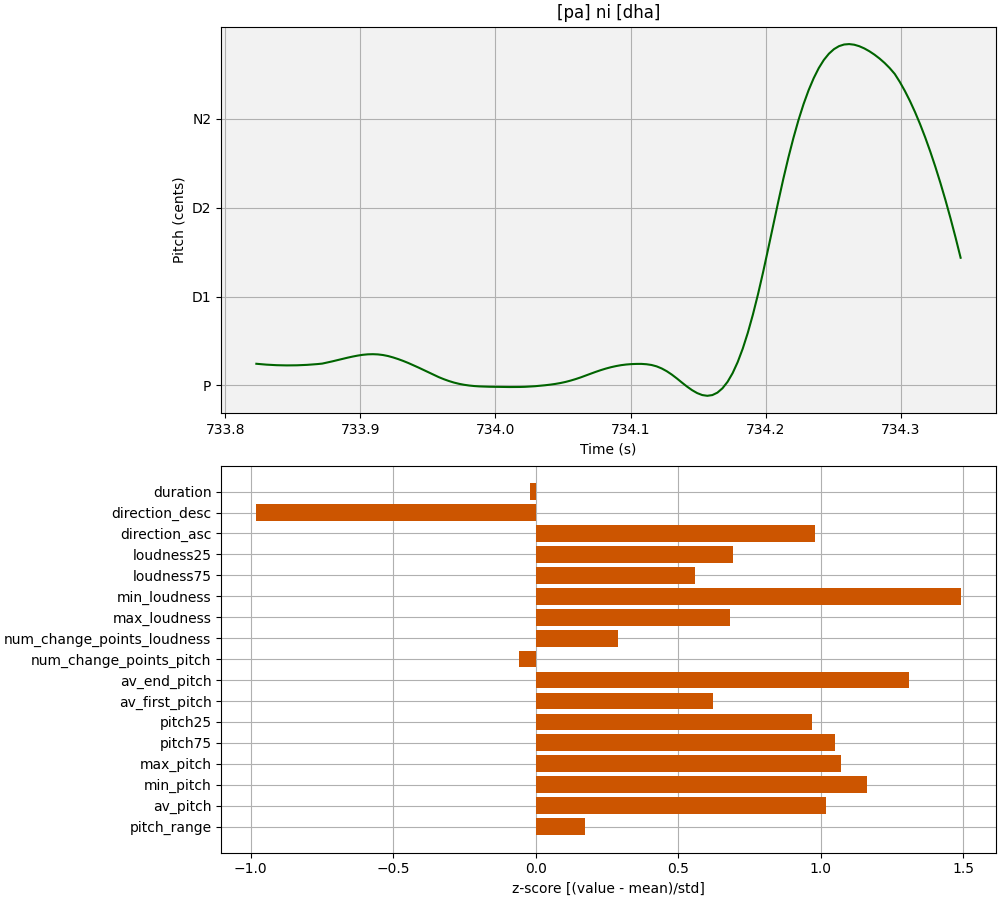 [pa] ni [dha]
N2
D2
D1
P
Pitch (cents)
733.8 733.9 734.0 734.1 734.2 734.3
Time (s)
duration
direction_desc
direction_asc
loudness25
loudness75
min_loudness
max_loudness
num_change_points_loudness
num_change_points_pitch
av_end_pitch
av_first_pitch
pitch25
pitch75
max_pitch
min_pitch
av_pitch
pitch_range
−1.0 −0.5 0.0 0.5 1.0 1.5
z-score [(value - mean)/std]